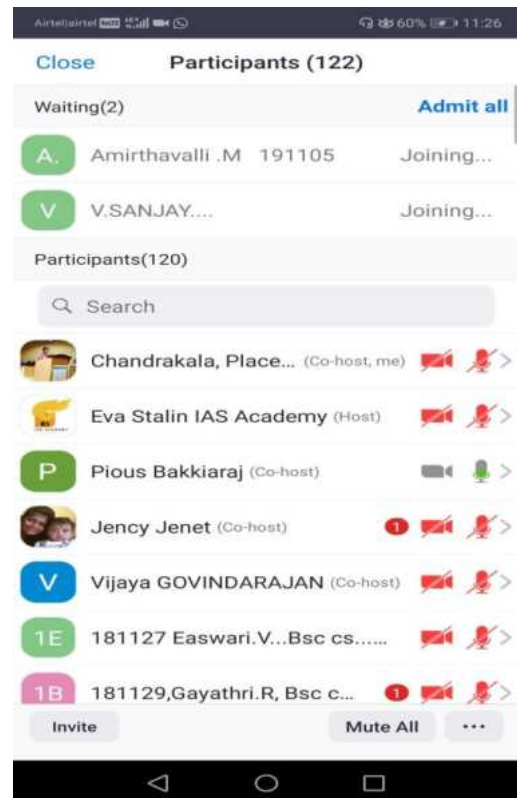 Airtel|airtel VoLTE 60% 11:26
Close Participants (122)
Waiting(2) Admit all
A. Amirthavalli .M 191105 Joining...
V V.SANJAY.... Joining...
Participants(120)
Search
Chandrakala, Place... (Co-host, me)
Eva Stalin IAS Academy (Host)
P Pious Bakkiaraj (Co-host)
Jency Jenet (Co-host) 1
V Vijaya GOVINDARAJAN (Co-host)
1E 181127 Easwari.V...Bsc cs......
1B 181129,Gayathri.R, Bsc c... 1
Invite Mute All ...